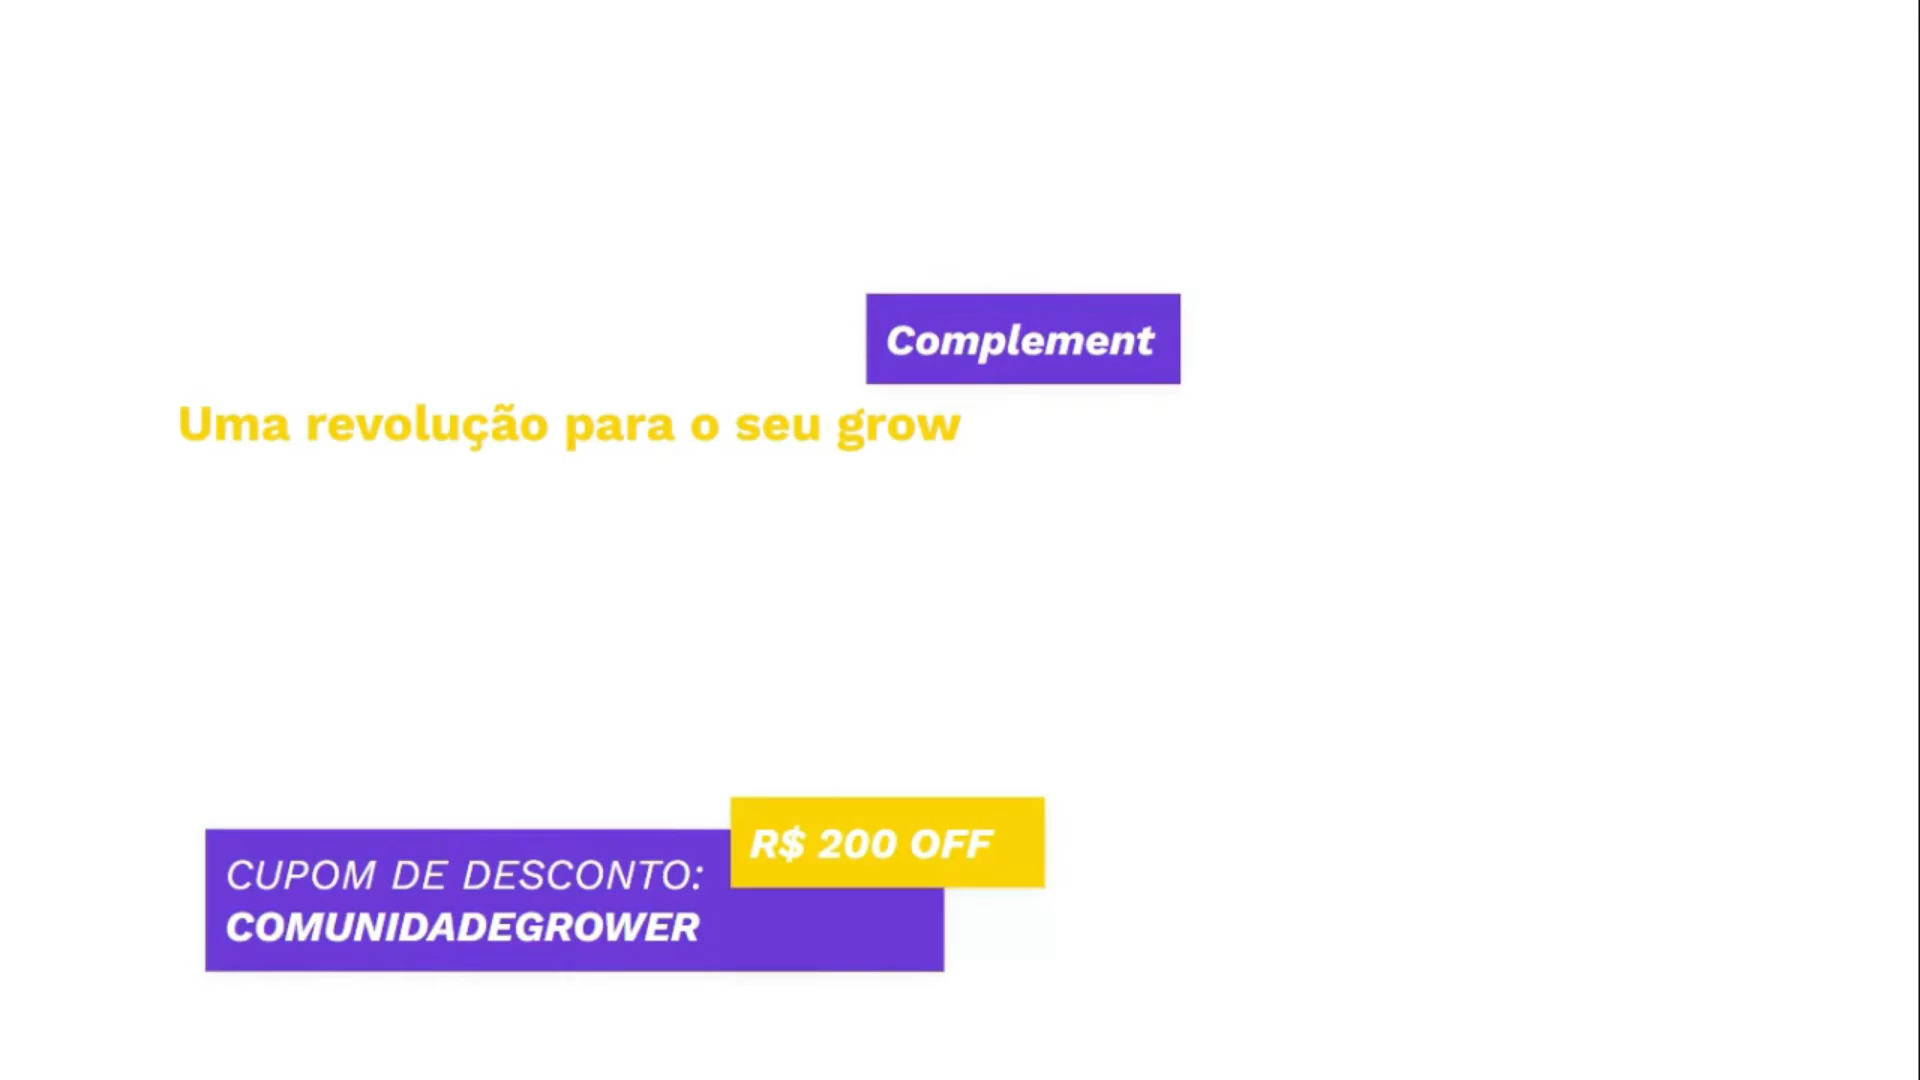 Complement
Uma revolução para o seu grow
R$ 200 OFF
CUPOM DE DESCONTO:
COMUNIDADEGROWER